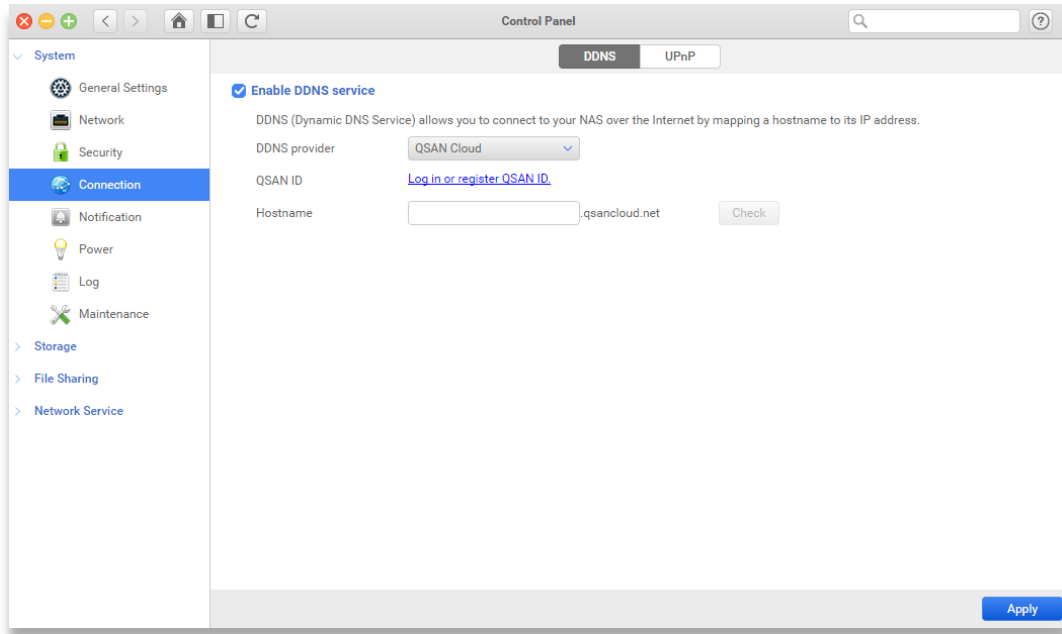 Control Panel
System
General Settings
Network
Security
Connection
Notification
Power
Log
Maintenance
Storage
File Sharing
Network Service
DDNS UPnP
Enable DDNS service
DDNS (Dynamic DNS Service) allows you to connect to your NAS over the Internet by mapping a hostname to its IP address.
DDNS provider QSAN Cloud
QSAN ID Log in or register QSAN ID.
Hostname .qsancloud.net Check
Apply